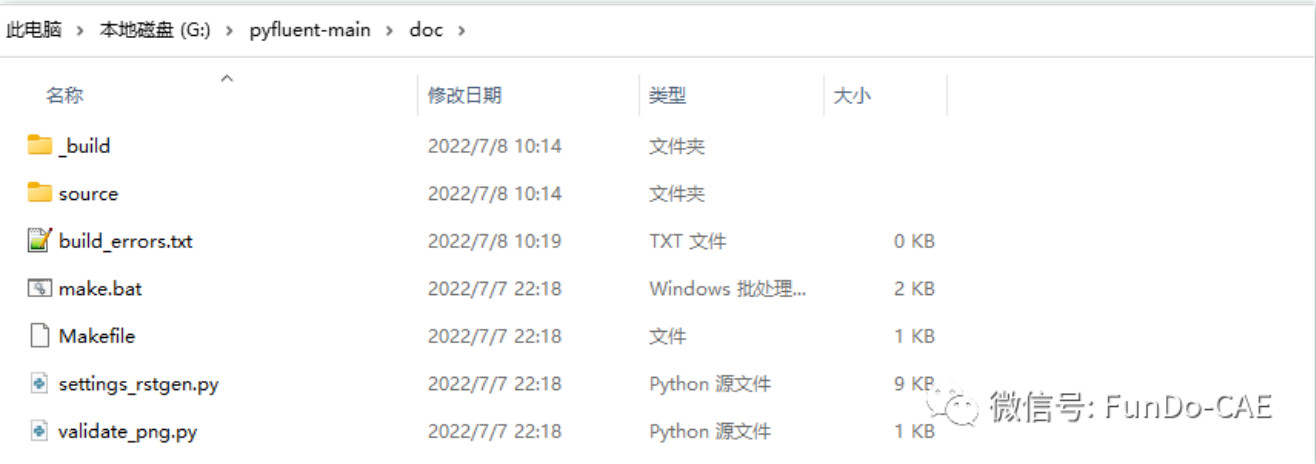 此电脑 > 本地磁盘 (G:) > pyfluent-main > doc >
名称 修改日期 类型 大小
_build 2022/7/8 10:14 文件夹
source 2022/7/8 10:14 文件夹
build_errors.txt 2022/7/8 10:19 TXT 文件 0 KB
make.bat 2022/7/7 22:18 Windows 批处理... 2 KB
Makefile 2022/7/7 22:18 文件 1 KB
settings_rstgen.py 2022/7/7 22:18 Python 源文件 9 KB
微信号: FunDo-CAE
validate_png.py 2022/7/7 22:18 Python 源文件 1 KB